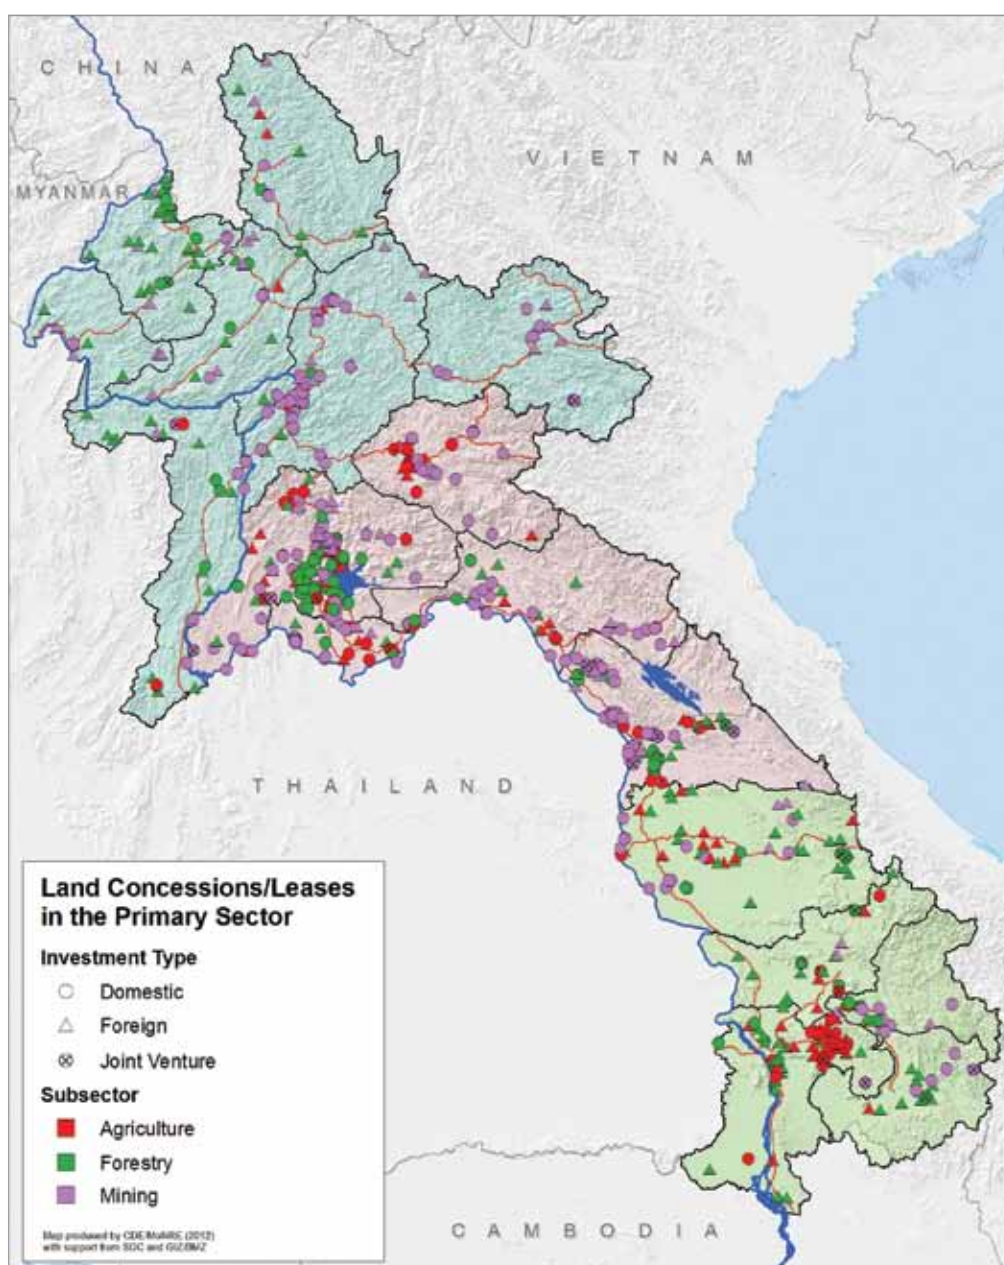 CHINA
VIETNAM
MYANMAR
THAILAND
Land Concessions/Leases
in the Primary Sector
Investment Type
Domestic
Foreign
Joint Venture
Subsector
Agriculture
Forestry
Mining
Map produced by CDE/MoNRE (2012)
with support from SDC and GIZ/BMZ
CAMBODIA